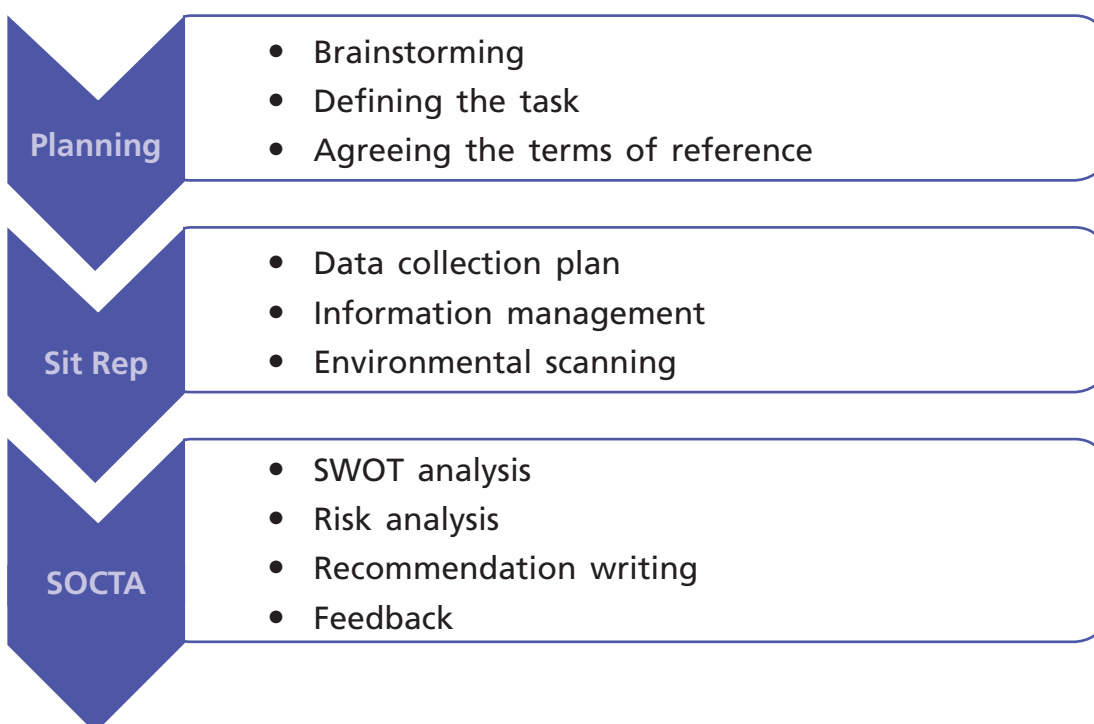 Planning
• Brainstorming
• Defining the task
• Agreeing the terms of reference
Sit Rep
• Data collection plan
• Information management
• Environmental scanning
SOCTA
• SWOT analysis
• Risk analysis
• Recommendation writing
• Feedback